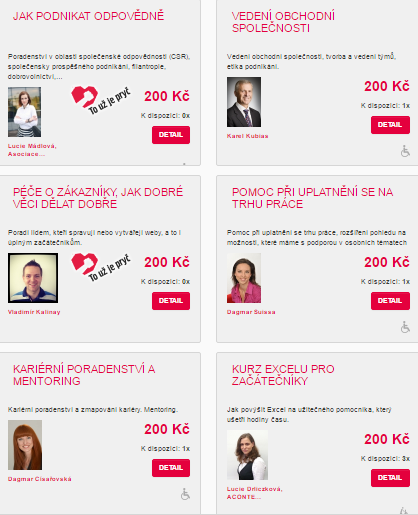 JAK PODNIKAT ODPOVĚDNĚ
Poradenství v oblasti společenské odpovědnosti (CSR),
společensky prospěšného podnikání, filantropie,
dobrovolnictví,...
To už je pryč
200 Kč
K dispozici: 0x
DETAIL
Lucie Mádlová,
Asociace...
VEDENÍ OBCHODNÍ
SPOLEČNOSTI
Vedení obchodní společnosti, tvorba a vedení týmů,
etika podnikání.
200 Kč
K dispozici: 1x
DETAIL
Karel Kubias
PÉČE O ZÁKAZNÍKY, JAK DOBRÉ
VĚCI DĚLAT DOBŘE
Poradí lidem, kteří spravují nebo vytvářejí weby, a to i
úplným začátečníkům.
To už je pryč
200 Kč
K dispozici: 0x
DETAIL
Vladimír Kalinay
POMOC PŘI UPLATNĚNÍ SE NA
TRHU PRÁCE
Pomoc při uplatnění se trhu práce, rozšíření pohledu na
možnosti, které máme s podporou v osobních tématech
200 Kč
K dispozici: 1x
DETAIL
Dagmar Suissa
KARIÉRNÍ PORADENSTVÍ A
MENTORING
Kariérní poradenství a zmapování kariéry. Mentoring.
200 Kč
K dispozici: 1x
DETAIL
Dagmar Císařovská
KURZ EXCELU PRO
ZAČÁTEČNÍKY
Jak povýšit Excel na užitečného pomocníka, který
ušetří hodiny času.
200 Kč
K dispozici: 3x
DETAIL
Lucie Drliczková,
ACONTE...